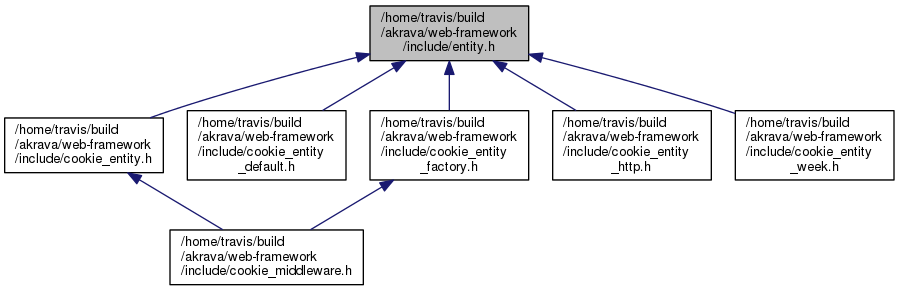 /home/travis/build
/akrava/web-framework
/include/entity.h
/home/travis/build
/akrava/web-framework
/include/cookie_entity.h
/home/travis/build
/akrava/web-framework
/include/cookie_entity
_default.h
/home/travis/build
/akrava/web-framework
/include/cookie_entity
_factory.h
/home/travis/build
/akrava/web-framework
/include/cookie_entity
_http.h
/home/travis/build
/akrava/web-framework
/include/cookie_entity
_week.h
/home/travis/build
/akrava/web-framework
/include/cookie_middleware.h